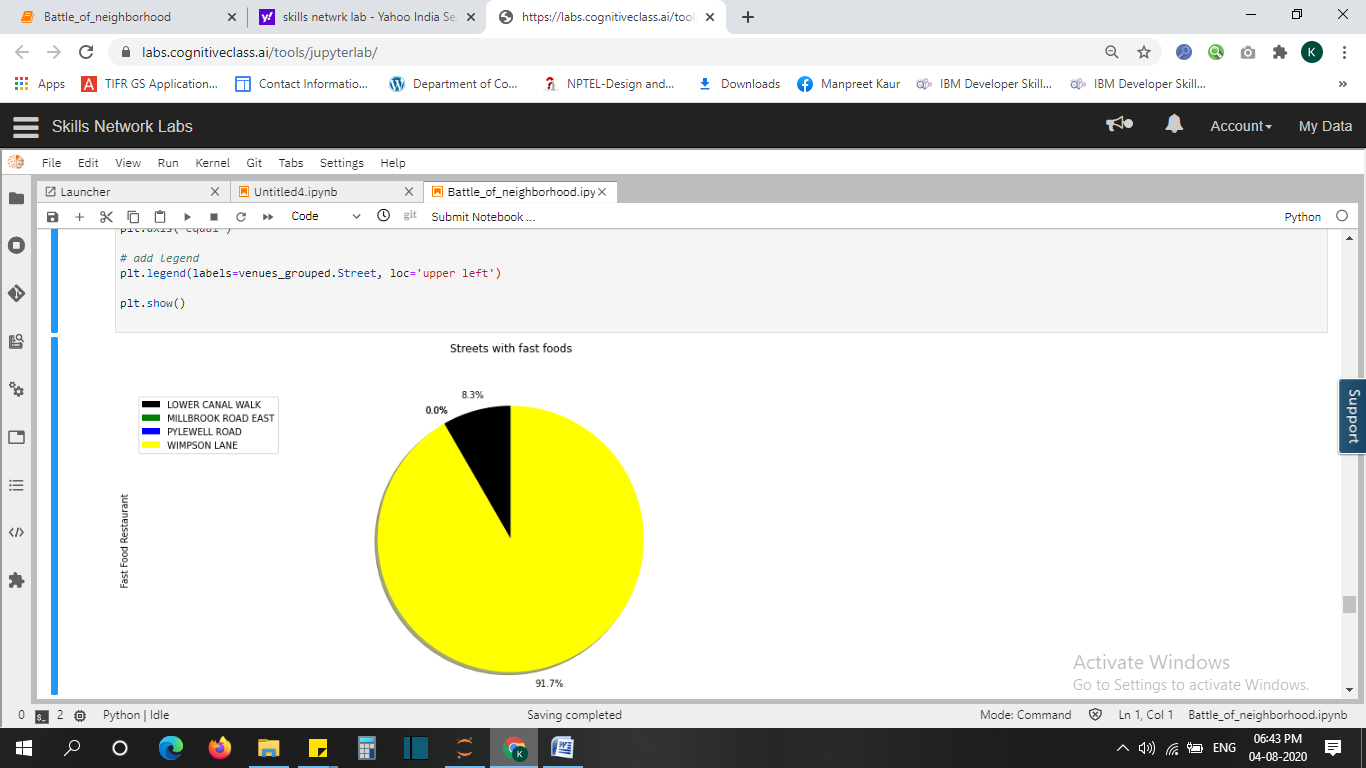 Battle_of_neighborhood
skills netwrk lab - Yahoo India Se
https://labs.cognitiveclass.ai/tool
labs.cognitiveclass.ai/tools/jupyterlab/
K
Apps
TIFR GS Application...
Contact Informatio...
Department of Co...
NPTEL-Design and...
Downloads
Manpreet Kaur
IBM Developer Skill...
IBM Developer Skill...
»
Skills Network Labs
Account
My Data
File Edit View Run Kernel Git Tabs Settings Help
Launcher
Untitled4.ipynb
Battle_of_neighborhood.ipy
Code
git
Submit Notebook ...
Python
plt.axis('equal')
# add legend
plt.legend(labels=venues_grouped.Street, loc='upper left')
plt.show()
Streets with fast foods
LOWER CANAL WALK
MILLBROOK ROAD EAST
PYLEWELL ROAD
WIMPSON LANE
8.3%
0.0%
Fast Food Restaurant
91.7%
Support
Activate Windows
Go to Settings to activate Windows.
0
2
Python | Idle
Saving completed
Mode: Command
Ln 1, Col 1
Battle_of_neighborhood.ipynb
ENG
06:43 PM
04-08-2020